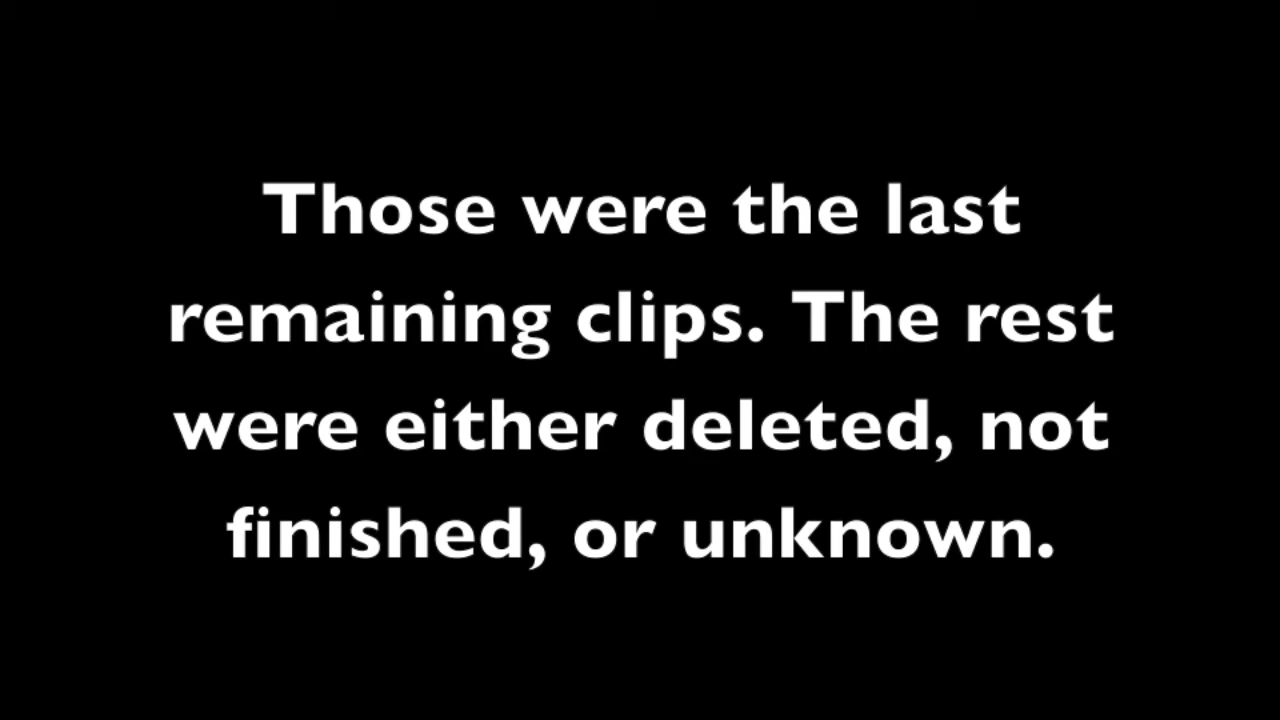 Those were the last
remaining clips. The rest
were either deleted, not
finished, or unknown.